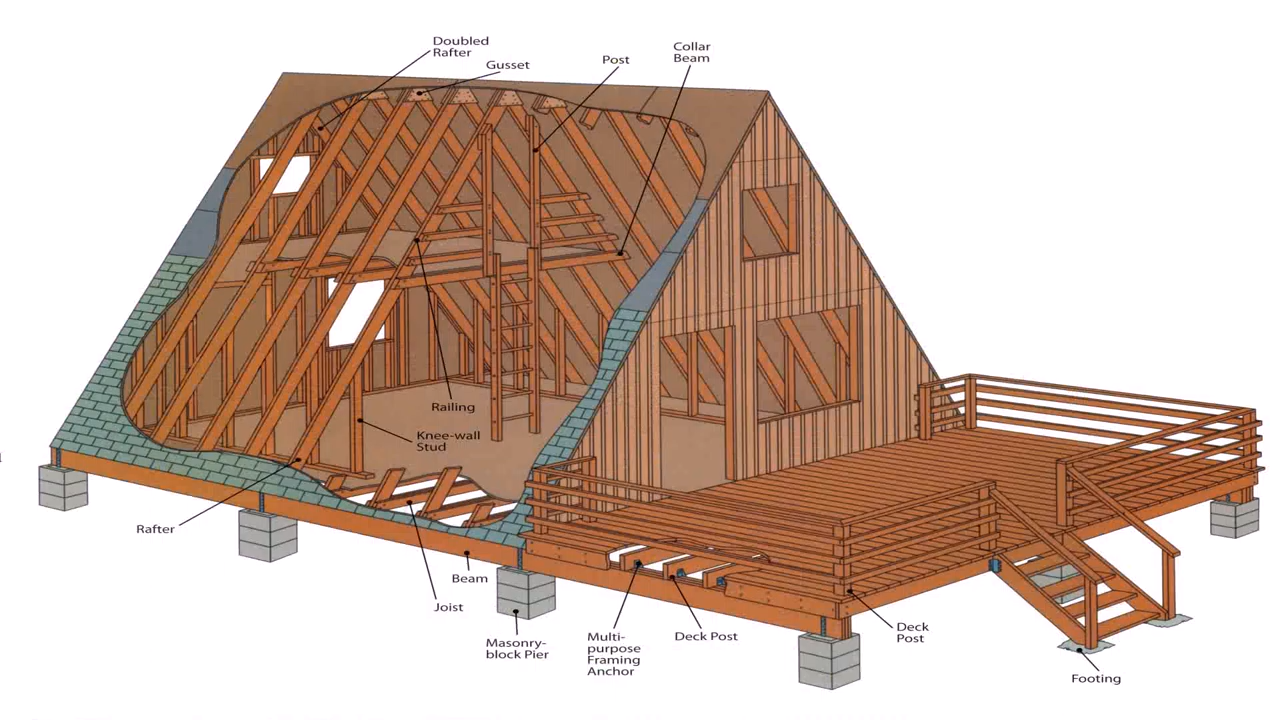 Doubled
Rafter
Gusset
Post
Collar
Beam
Railing
Knee-wall
Stud
Rafter
Beam
Joist
Masonry-
block Pier
Multi-
purpose
Framing
Anchor
Deck Post
Deck
Post
Footing